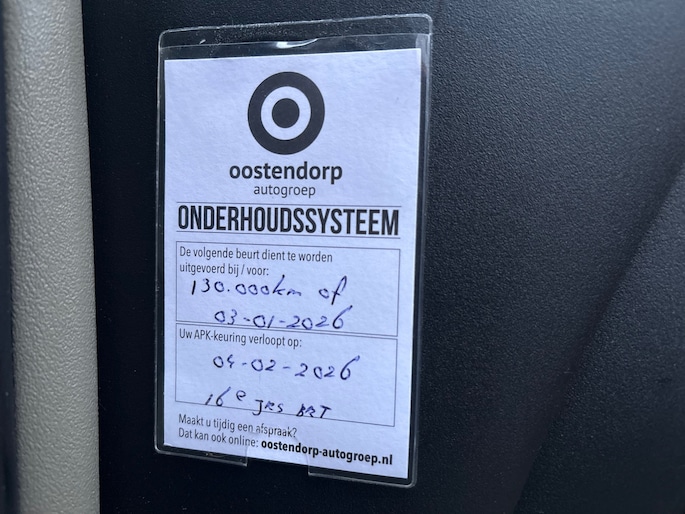 oostendorp
autogroep
ONDERHOUDSSYSTEEM
De volgende beurt dient te worden
uitgevoerd bij / voor:
130.000km of
03-01-2026
Uw APK-keuring verloopt op:
04-02-2026
16e JRS BRT
Maakt u tijdig een afspraak?
Dat kan ook online: oostendorp-autogroep.nl